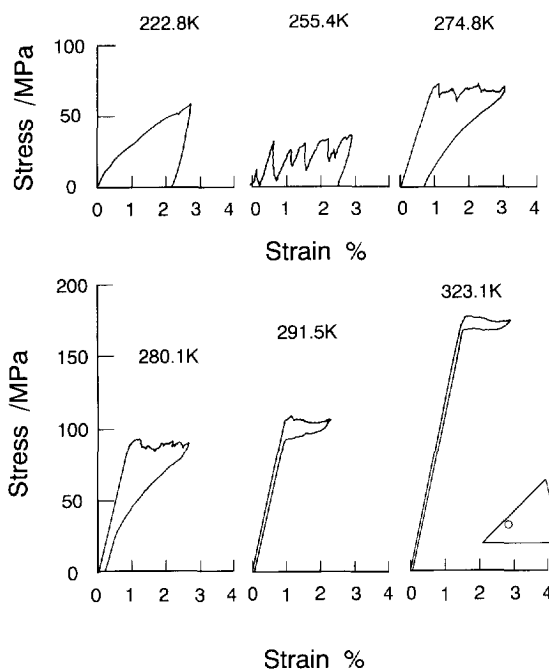 222.8K 255.4K 274.8K
Stress /MPa
100
50
0
0 1 2 3 4 0 1 2 3 4 0 1 2 3 4
Strain %
280.1K 291.5K 323.1K
Stress /MPa
200
150
100
50
0
0 1 2 3 4 0 1 2 3 4 0 1 2 3 4
Strain %